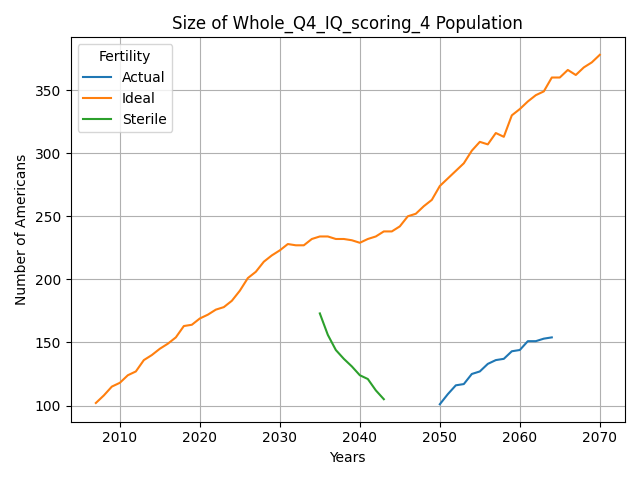 Size of Whole_Q4_IQ_scoring_4 Population
Fertility
Actual
Ideal
Sterile
Number of Americans
350
300
250
200
150
100
2010
2020
2030
2040
2050
2060
2070
Years